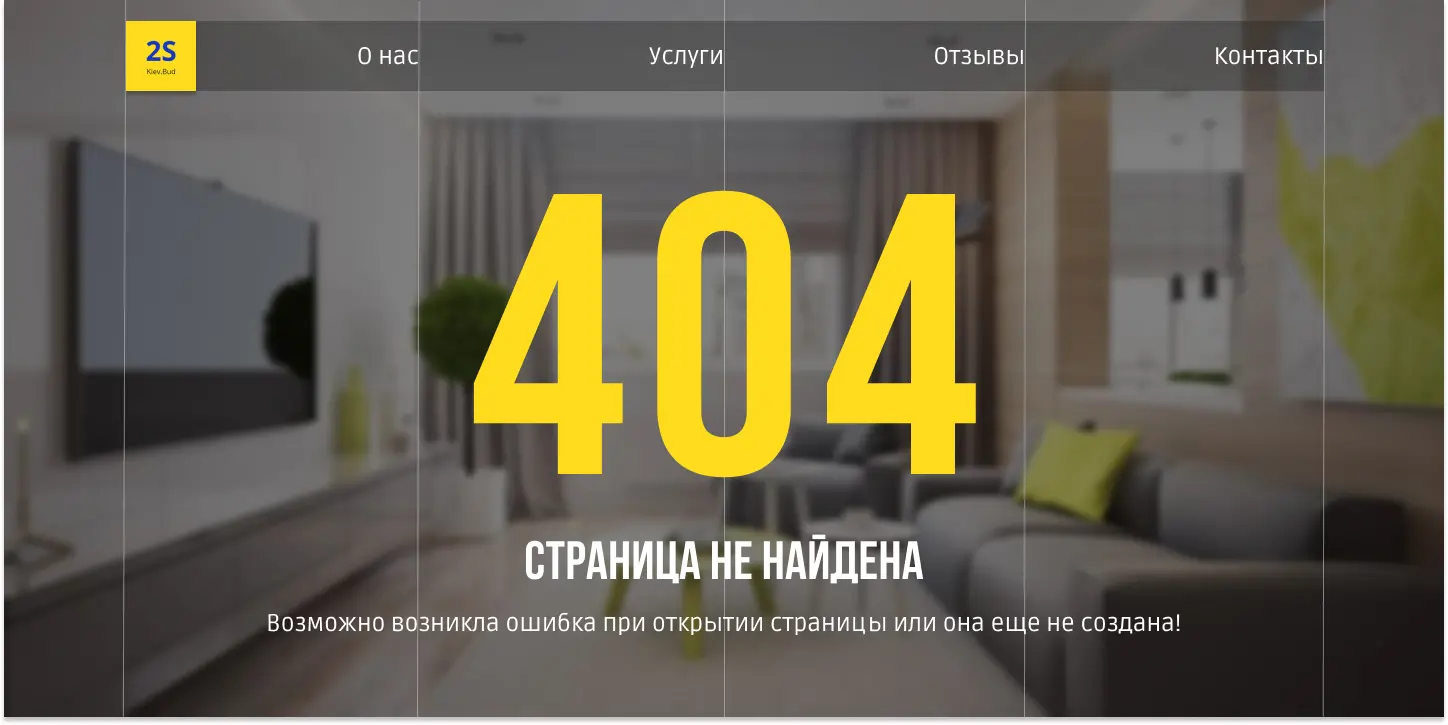 2S
Kiev.Bud
О нас
Услуги
Отзывы
Контакты
404
СТРАНИЦА НЕ НАЙДЕНА
Возможно возникла ошибка при открытии страницы или она еще не создана!